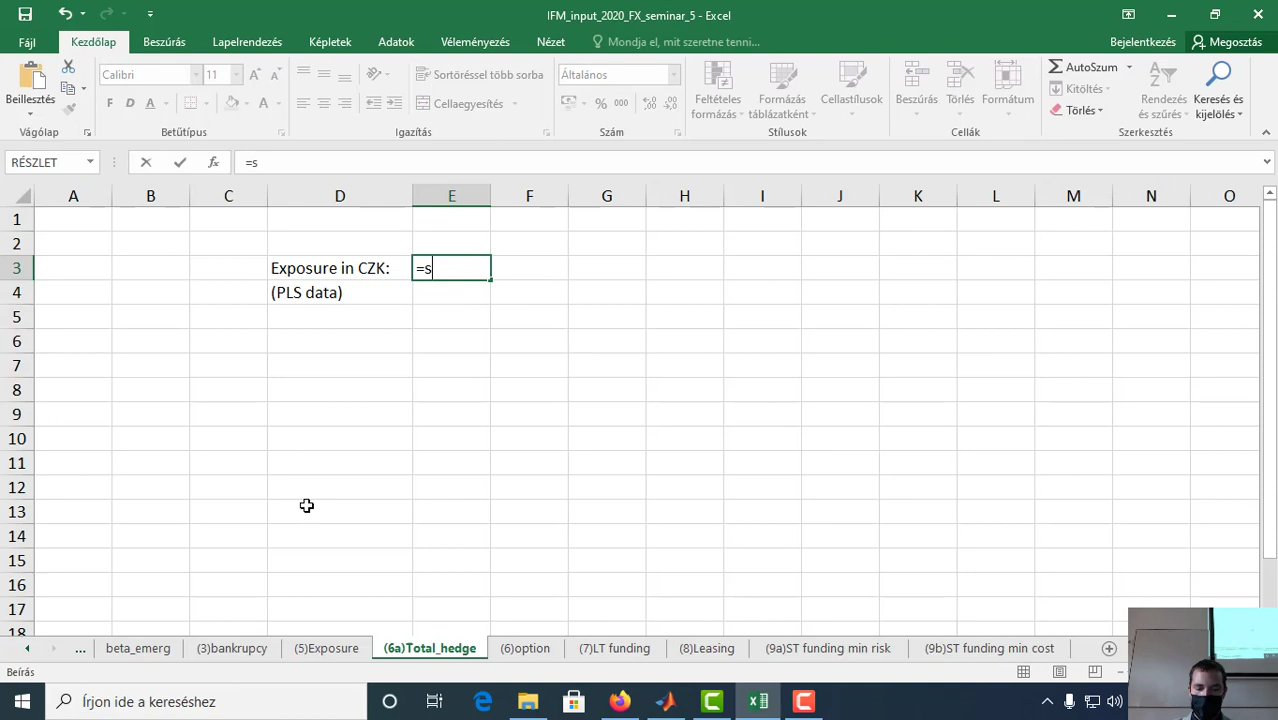 IFM_input_2020_FX_seminar_5 - Excel
Fájl Kezdőlap Beszúrás Lapelrendezés Képletek Adatok Véleményezés Nézet Mondja el, mit szeretne tenni... Bejelentkezés Megosztás
Beillesztés
Vágólap
Calibri 11
F D A
Betűtípus
Sortöréssel több sorba
Cellaegyesítés
Igazítás
Általános
% 000
Szám
Feltételes formázás
Formázás táblázatként
Cellastílusok
Stílusok
Beszúrás Törlés Formátum
Cellák
AutoSzum
Kitöltés
Törlés
Rendezés és szűrés
Keresés és kijelölés
Szerkesztés
RÉSZLET fx =s
A B C D E F G H I J K L M N O
1
2
3 Exposure in CZK: =s
4 (PLS data)
5
6
7
8
9
10
11
12
13
14
15
16
17
18
... beta_emerg (3)bankrupcy (5)Exposure (6a)Total_hedge (6)option (7)LT funding (8)Leasing (9a)ST funding min risk (9b)ST funding min cost
Beírás
Írjon ide a kereséshez